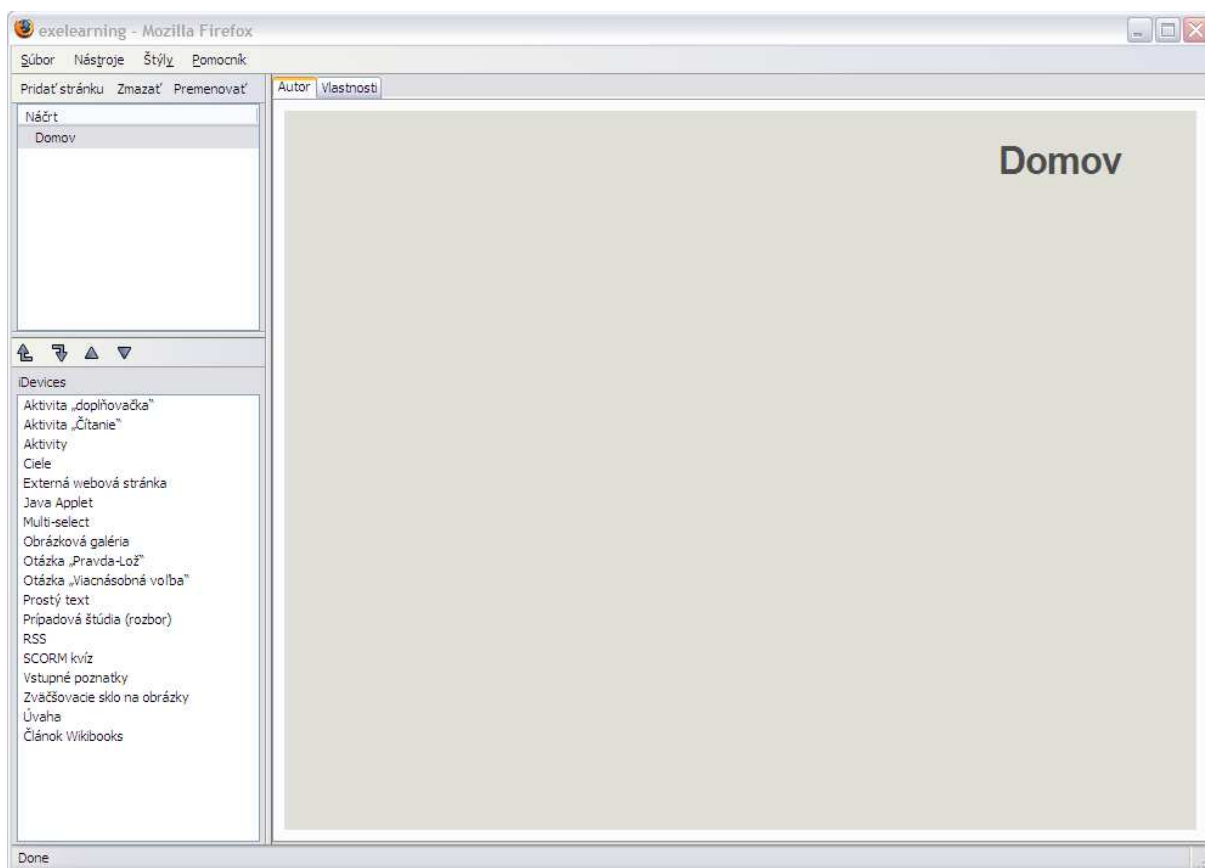 exelearning - Mozilla Firefox
Súbor Nástroje Štýly Pomocník
Pridať stránku Zmazať Premenovať
Autor Vlastnosti
Náčrt
Domov
Domov
iDevices
Aktivita „doplňovačka“
Aktivita „Čítanie“
Aktivity
Ciele
Externá webová stránka
Java Applet
Multi-select
Obrázková galéria
Otázka „Pravda-Lož“
Otázka „Viacnásobná voľba“
Prostý text
Prípadová štúdia (rozbor)
RSS
SCORM kvíz
Vstupné poznatky
Zväčšovacie sklo na obrázky
Úvaha
Článok Wikibooks
Done